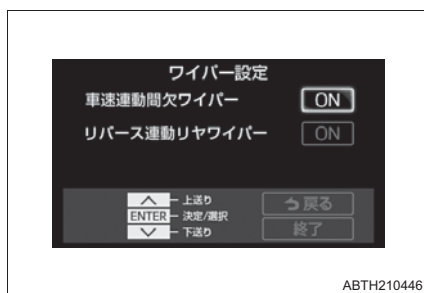 ワイパー設定
車速連動間欠ワイパー ON
リバース連動リヤワイパー ON
上送り
ENTER 決定/選択
下送り
戻る
終了
ABTH210446